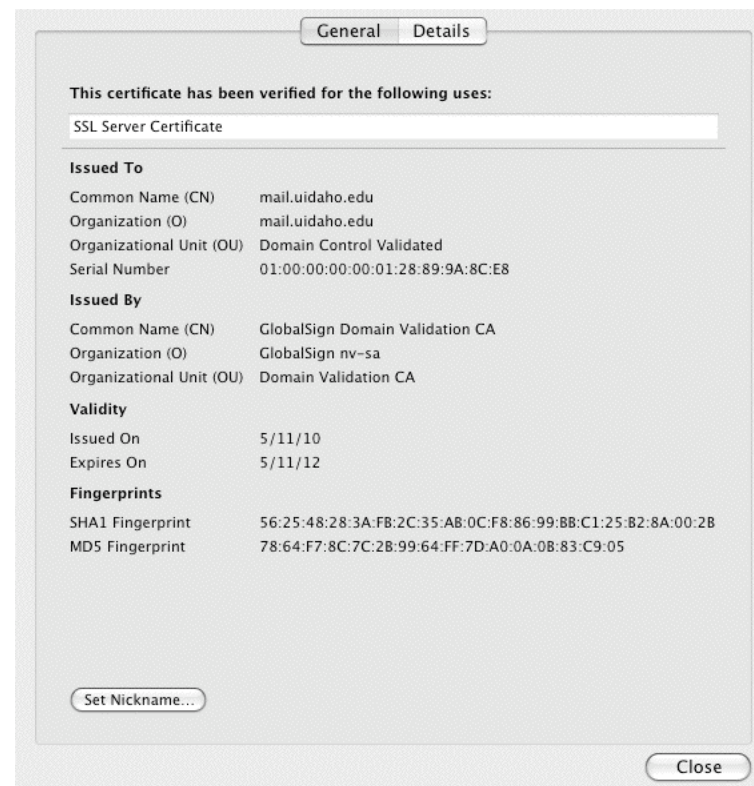 General Details
This certificate has been verified for the following uses:
SSL Server Certificate
Issued To
Common Name (CN) mail.uidaho.edu
Organization (O) mail.uidaho.edu
Organizational Unit (OU) Domain Control Validated
Serial Number 01:00:00:00:00:01:28:89:9A:8C:E8
Issued By
Common Name (CN) GlobalSign Domain Validation CA
Organization (O) GlobalSign nv-sa
Organizational Unit (OU) Domain Validation CA
Validity
Issued On 5/11/10
Expires On 5/11/12
Fingerprints
SHA1 Fingerprint 56:25:48:28:3A:FB:2C:35:AB:0C:F8:86:99:BB:C1:25:B2:8A:00:2B
MD5 Fingerprint 78:64:F7:8C:7C:2B:99:64:FF:7D:A0:0A:0B:83:C9:05
Set Nickname...
Close